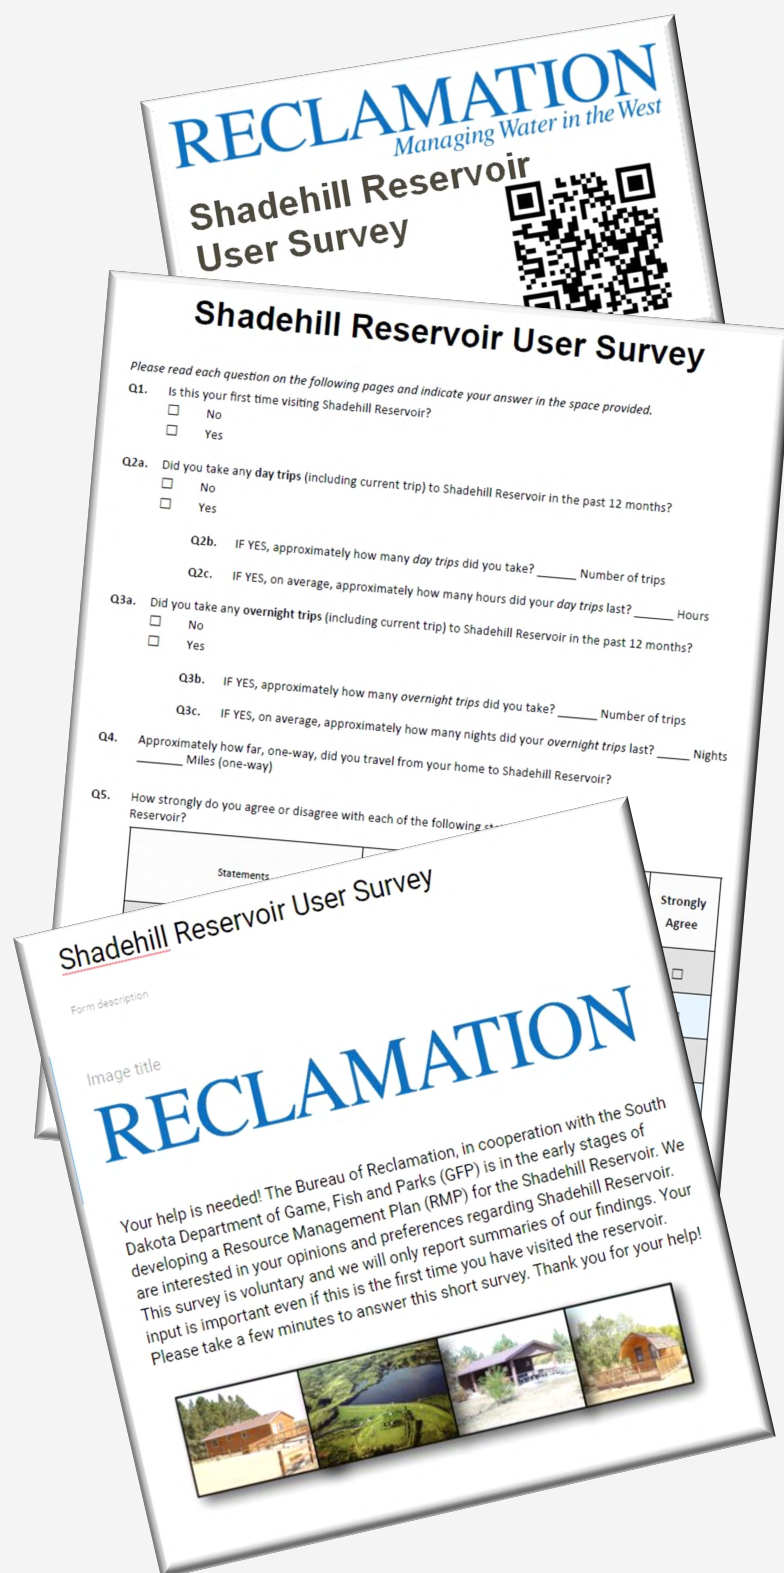 RECLAMATION
Managing Water in the West
Shadehill Reservoir
User Survey
Shadehill Reservoir User Survey
Please read each question on the following pages and indicate your answer in the space provided.
Q1. Is this your first time visiting Shadehill Reservoir?
☐ No
☐ Yes
Q2a. Did you take any day trips (including current trip) to Shadehill Reservoir in the past 12 months?
☐ No
☐ Yes
Q2b. IF YES, approximately how many day trips did you take? ______ Number of trips
Q2c. IF YES, on average, approximately how many hours did your day trips last? ______ Hours
Q3a. Did you take any overnight trips (including current trip) to Shadehill Reservoir in the past 12 months?
☐ No
☐ Yes
Q3b. IF YES, approximately how many overnight trips did you take? ______ Number of trips
Q3c. IF YES, on average, approximately how many nights did your overnight trips last? _____ Nights
Q4. Approximately how far, one-way, did you travel from your home to Shadehill Reservoir?
_______ Miles (one-way)
Q5. How strongly do you agree or disagree with each of the following
Reservoir?
Statements
Strongly
Agree
Shadehill Reservoir User Survey
Form description
Image title
RECLAMATION
Your help is needed! The Bureau of Reclamation, in cooperation with the South
Dakota Department of Game, Fish and Parks (GFP) is in the early stages of
developing a Resource Management Plan (RMP) for the Shadehill Reservoir. We
are interested in your opinions and preferences regarding Shadehill Reservoir.
This survey is voluntary and we will only report summaries of our findings. Your
input is important even if this is the first time you have visited the reservoir.
Please take a few minutes to answer this short survey. Thank you for your help!